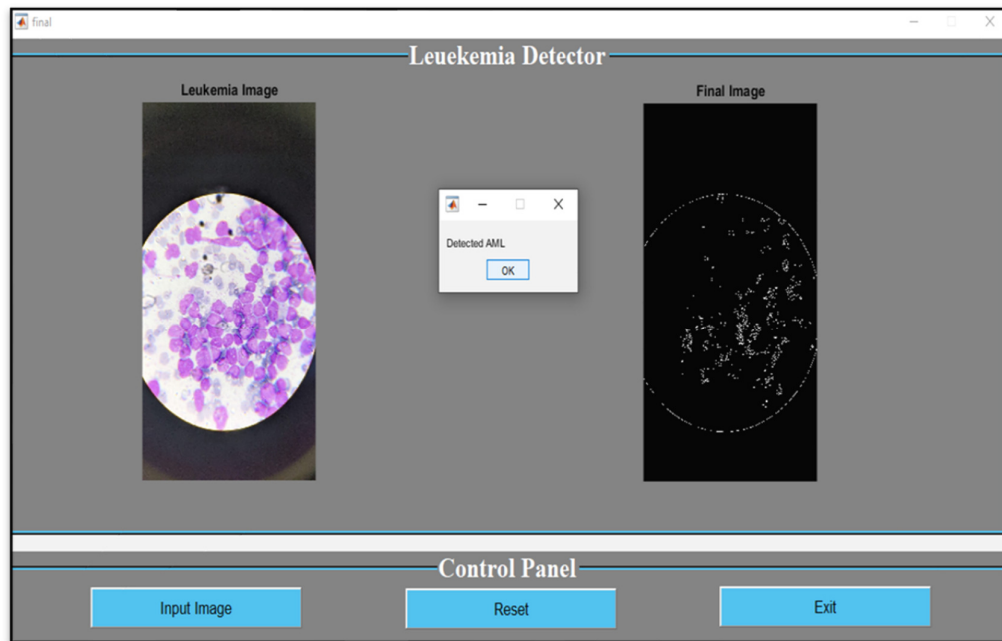 final
Leuekemia Detector
Leukemia Image
Final Image
Detected AML
OK
Control Panel
Input Image
Reset
Exit